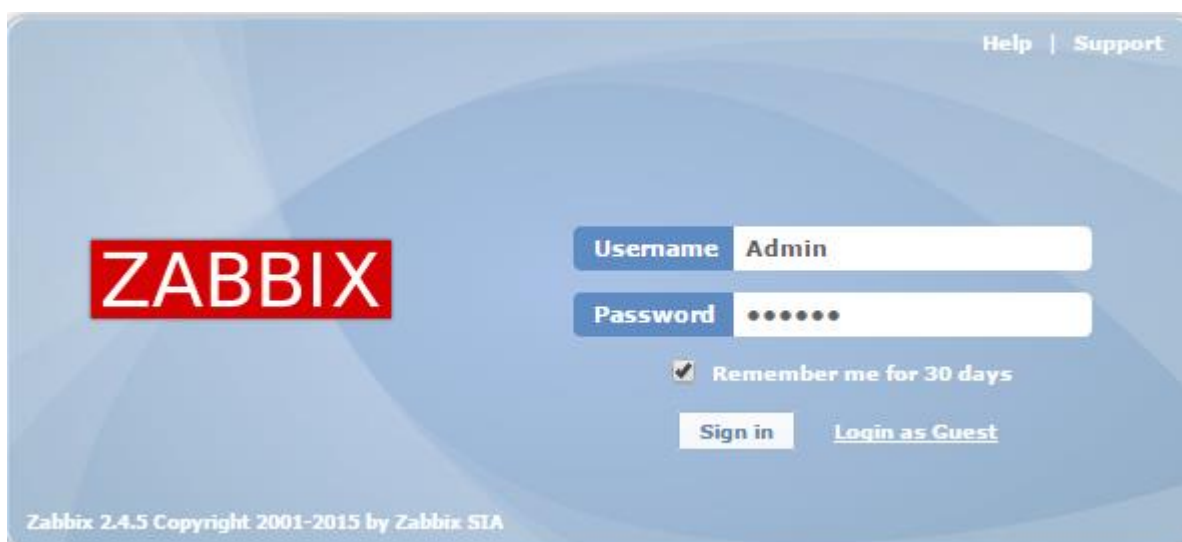 Help | Support
ZABBIX
Username Admin
Password ••••••
Remember me for 30 days
Sign in Login as Guest
Zabbix 2.4.5 Copyright 2001-2015 by Zabbix SIA